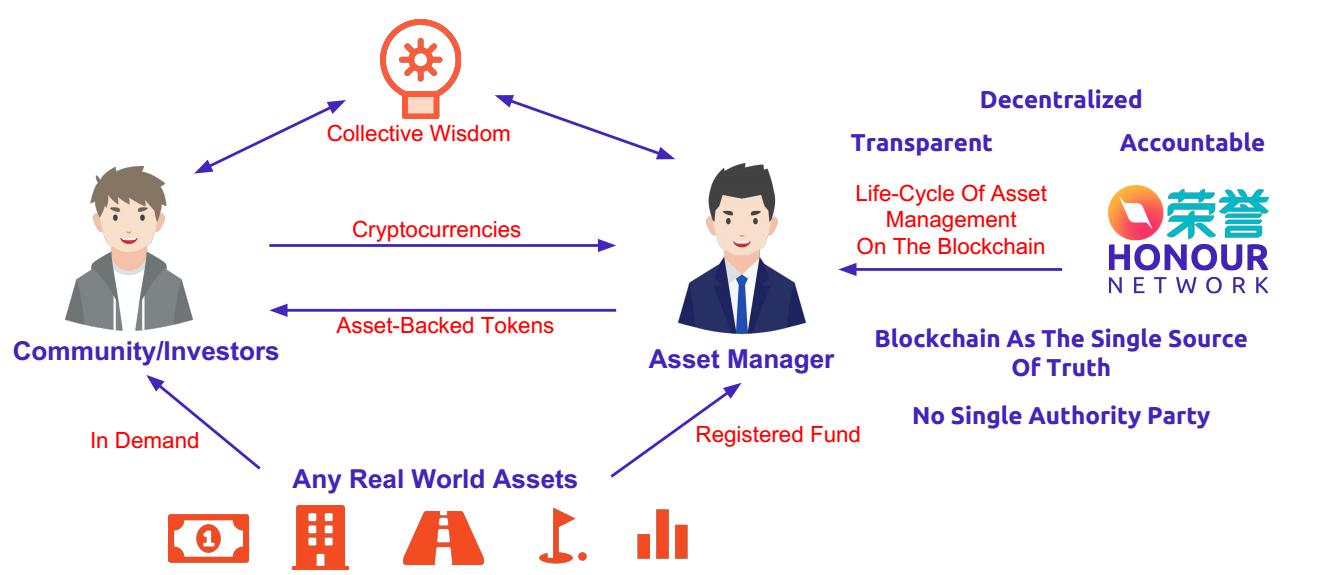 Decentralized
Collective Wisdom
Transparent
Accountable
Life-Cycle Of Asset
Management
On The Blockchain
荣誉
HONOUR
NETWORK
Cryptocurrencies
Asset-Backed Tokens
Community/Investors
Asset Manager
Blockchain As The Single Source
Of Truth
No Single Authority Party
In Demand
Registered Fund
Any Real World Assets
1